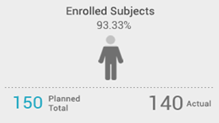 Enrolled Subjects
93.33%
150 Planned Total
140 Actual